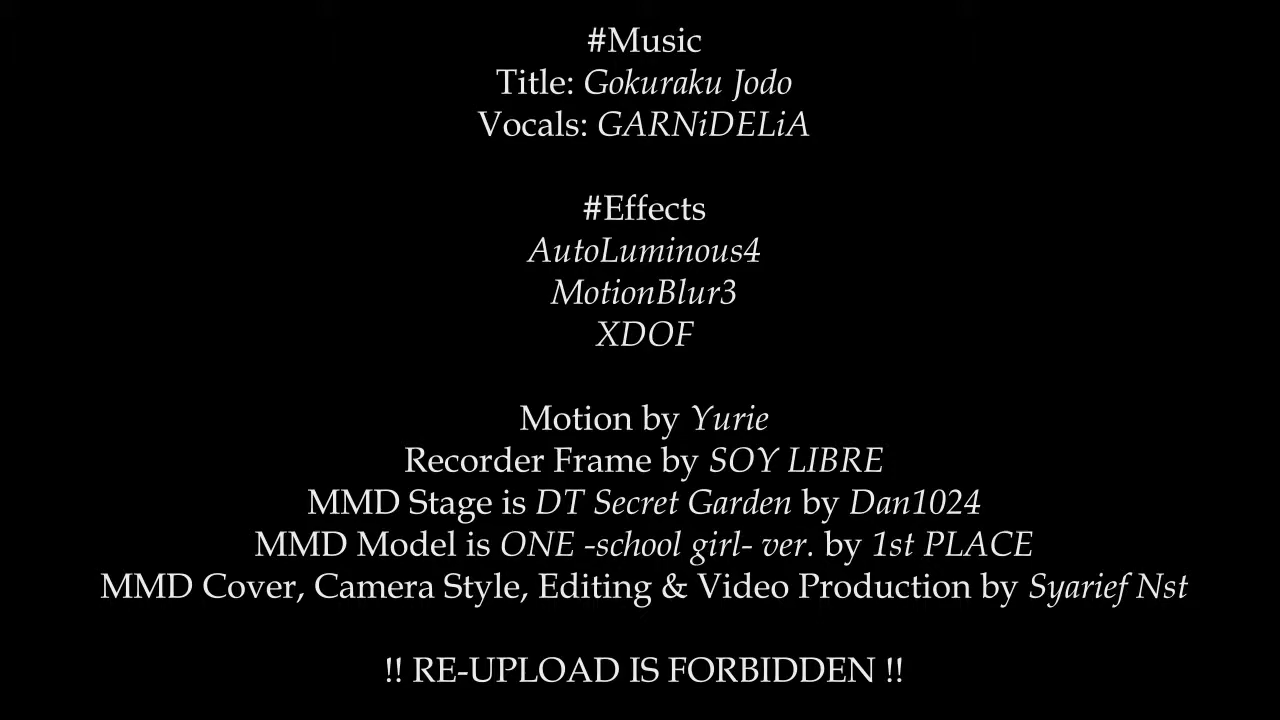 #Music
Title: Gokuraku Jodo
Vocals: GARNiDELiA
#Effects
AutoLuminous4
MotionBlur3
XDOF
Motion by Yurie
Recorder Frame by SOY LIBRE
MMD Stage is DT Secret Garden by Dan1024
MMD Model is ONE -school girl- ver. by 1st PLACE
MMD Cover, Camera Style, Editing & Video Production by Syarief Nst
!! RE-UPLOAD IS FORBIDDEN !!